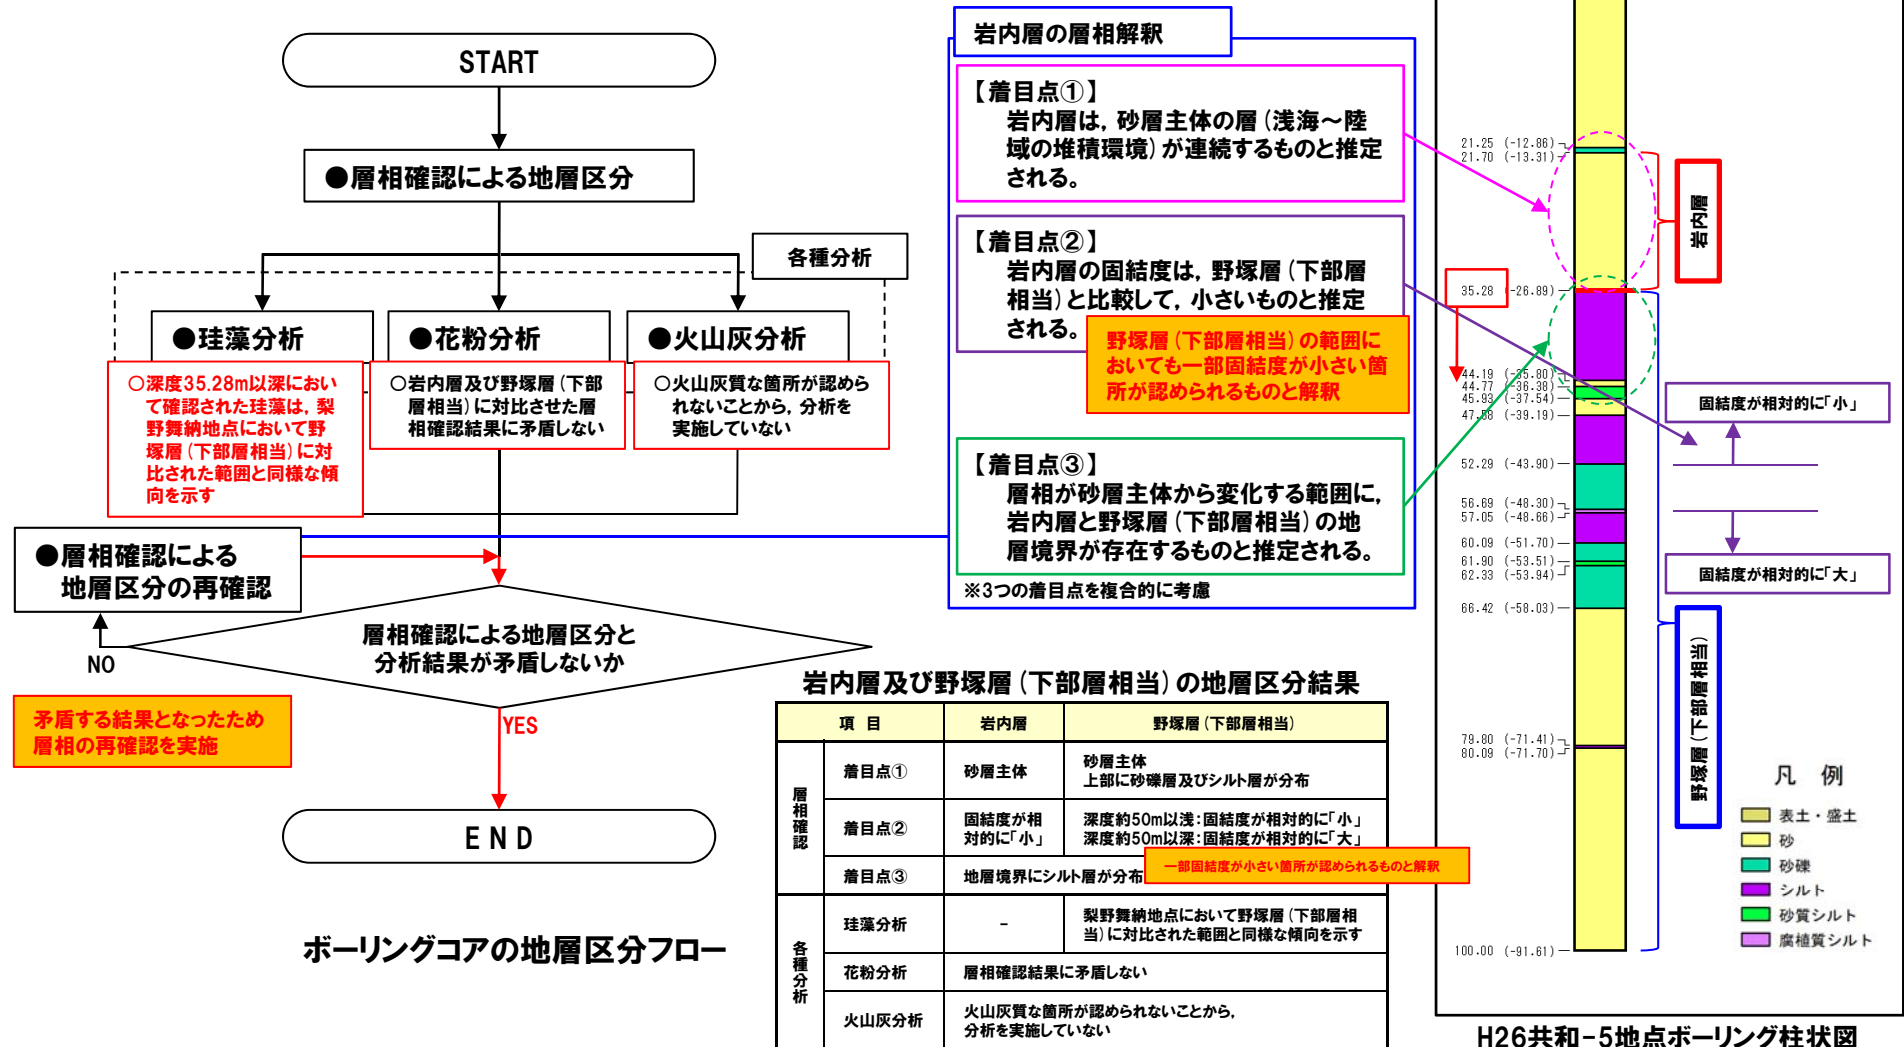 START
●層相確認による地層区分
各種分析
●珪藻分析
○深度35.28m以深におい
て確認された珪藻は，梨
野舞納地点において野
塚層（下部層相当）に対
比された範囲と同様な傾
向を示す
●花粉分析
○岩内層及び野塚層（下部
層相当）に対比させた層
相確認結果に矛盾しない
●火山灰分析
○火山灰質な箇所が認めら
れないことから，分析を
実施していない
●層相確認による
地層区分の再確認
層相確認による地層区分と
分析結果が矛盾しないか
NO
YES
矛盾する結果となったため
層相の再確認を実施
END
ボーリングコアの地層区分フロー
岩内層の層相解釈
【着目点①】
岩内層は，砂層主体の層（浅海～陸
域の堆積環境）が連続するものと推定
される。
【着目点②】
岩内層の固結度は，野塚層（下部層
相当）と比較して，小さいものと推定
される。
野塚層（下部層相当）の範囲に
おいても一部固結度が小さい箇
所が認められるものと解釈
【着目点③】
層相が砂層主体から変化する範囲に，
岩内層と野塚層（下部層相当）の地
層境界が存在するものと推定される。
※3つの着目点を複合的に考慮
岩内層及び野塚層（下部層相当）の地層区分結果
項 目 岩内層 野塚層（下部層相当）
層相確認
着目点① 砂層主体 砂層主体
上部に砂礫層及びシルト層が分布
着目点② 固結度が相
対的に「小」
深度約50m以浅：固結度が相対的に「小」
深度約50m以深：固結度が相対的に「大」
一部固結度が小さい箇所が認められるものと解釈
着目点③ 地層境界にシルト層が分布
各種分析
珪藻分析 － 梨野舞納地点において野塚層（下部層相
当）に対比された範囲と同様な傾向を示す
花粉分析 層相確認結果に矛盾しない
火山灰分析 火山灰質な箇所が認められないことから，
分析を実施していない
21.25 (-12.86)
21.70 (-13.31)
35.28 (-26.89)
44.19 (-35.80)
44.77 (-36.38)
45.93 (-37.54)
47.58 (-39.19)
52.29 (-43.90)
56.69 (-48.30)
57.05 (-48.66)
60.09 (-51.70)
61.90 (-53.51)
62.33 (-53.94)
66.42 (-58.03)
79.80 (-71.41)
80.09 (-71.70)
100.00 (-91.61)
岩内層
固結度が相対的に「小」
固結度が相対的に「大」
野塚層（下部層相当）
凡 例
表土・盛土
砂
砂礫
シルト
砂質シルト
腐植質シルト
H26共和-5地点ボーリング柱状図